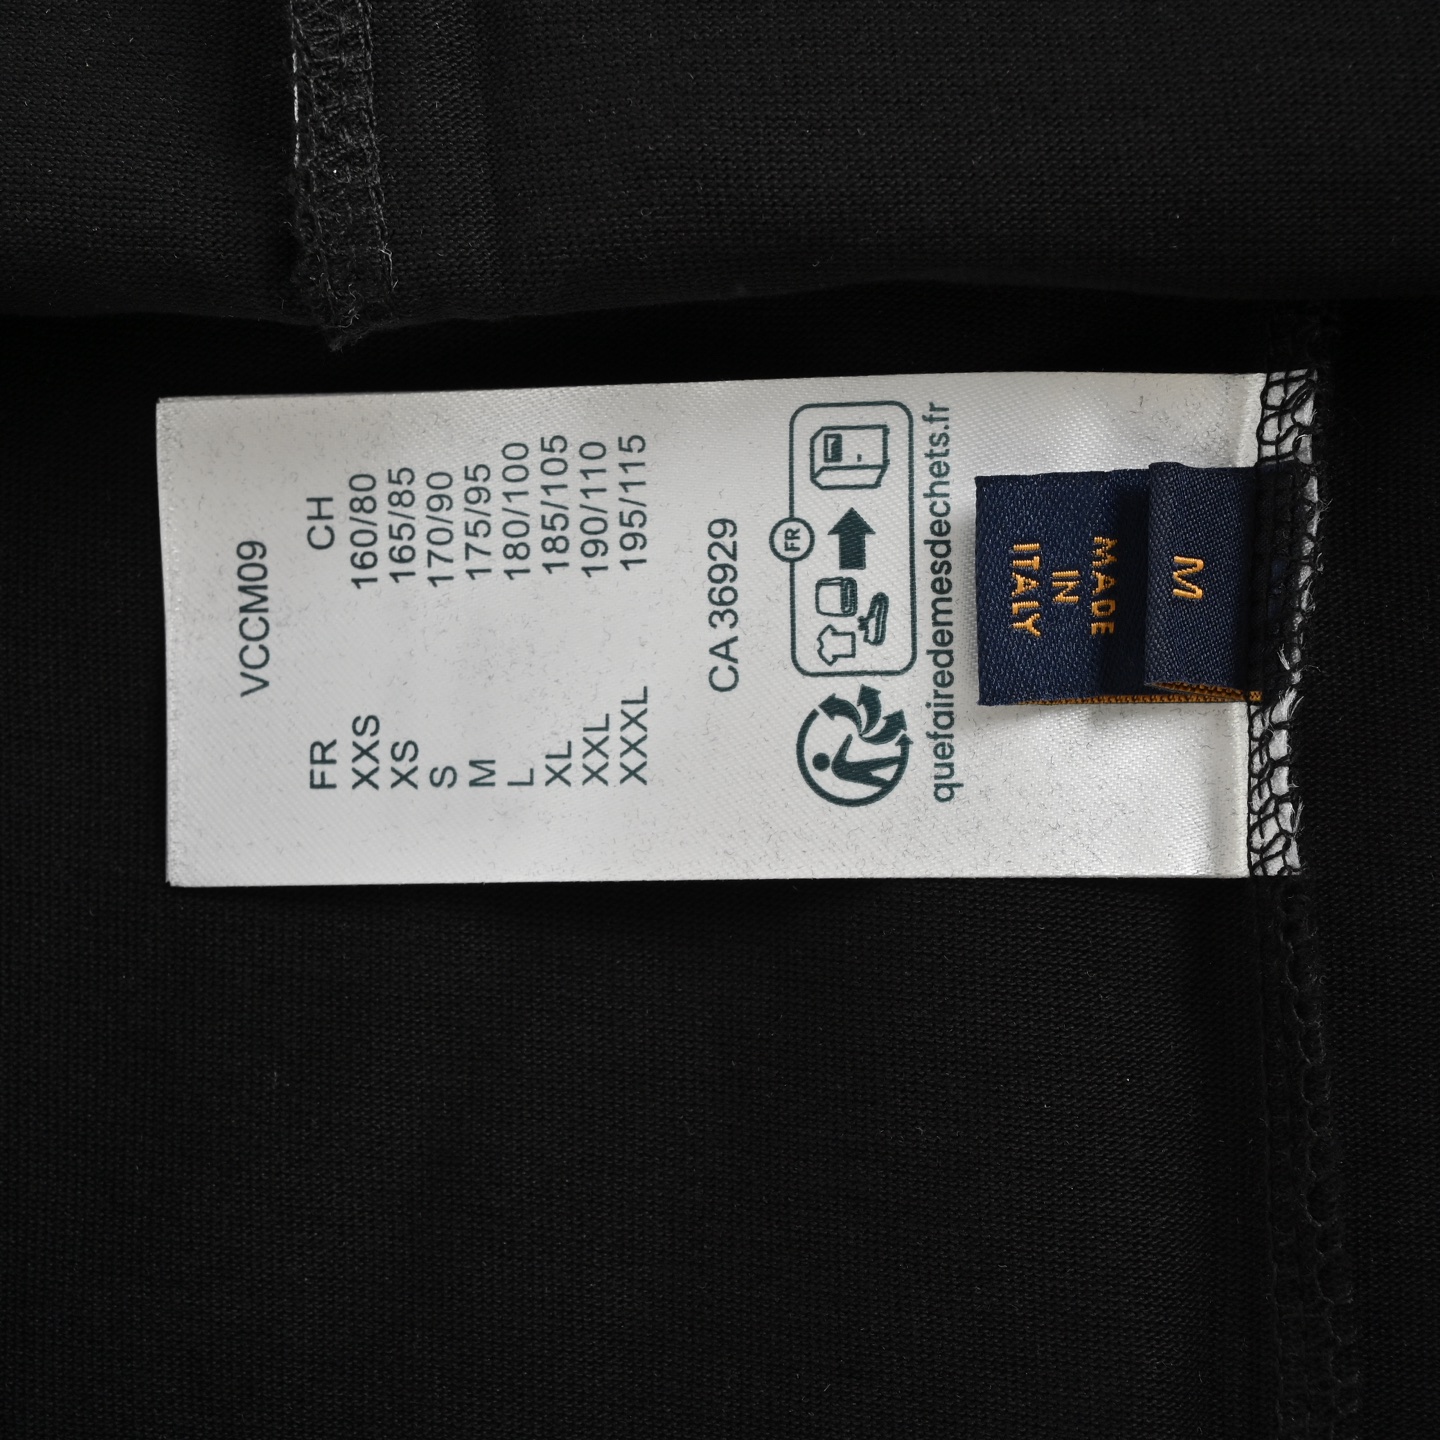 VCCM09
FR CH
XXS 160/80
XS 165/85
S 170/90
M 175/95
L 180/100
XL 185/105
XXL 190/110
XXXL 195/115
CA 36929
FR
quefairedemesdechets.fr
MADE
IN
ITALY
M